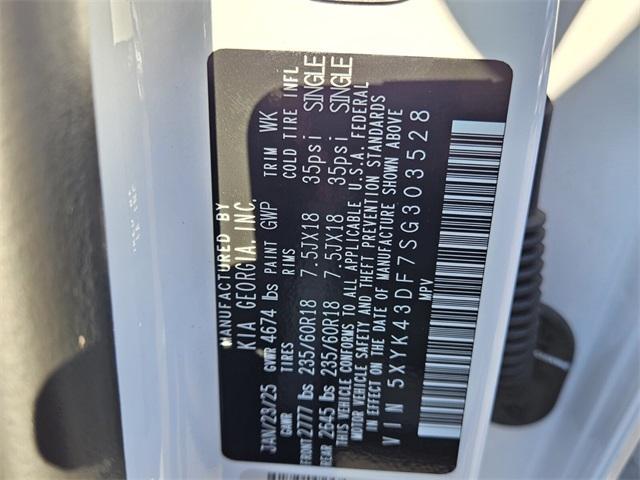 MANUFACTURED BY
KIA GEORGIA, INC.
JAN/23/25 GVWR 4674 lbs PAINT GWP TRIM WK
GAWR TIRES RIMS COLD TIRE INFL
FRONT 2777 lbs 235/60R18 7.5JX18 35psi SINGLE
REAR 2645 lbs 235/60R18 7.5JX18 35psi SINGLE
THIS VEHICLE CONFORMS TO ALL APPLICABLE U.S.A. FEDERAL
MOTOR VEHICLE SAFETY AND THEFT PREVENTION STANDARDS
IN EFFECT ON THE DATE OF MANUFACTURE SHOWN ABOVE
VIN 5XYK43DF7SG303528
MPV